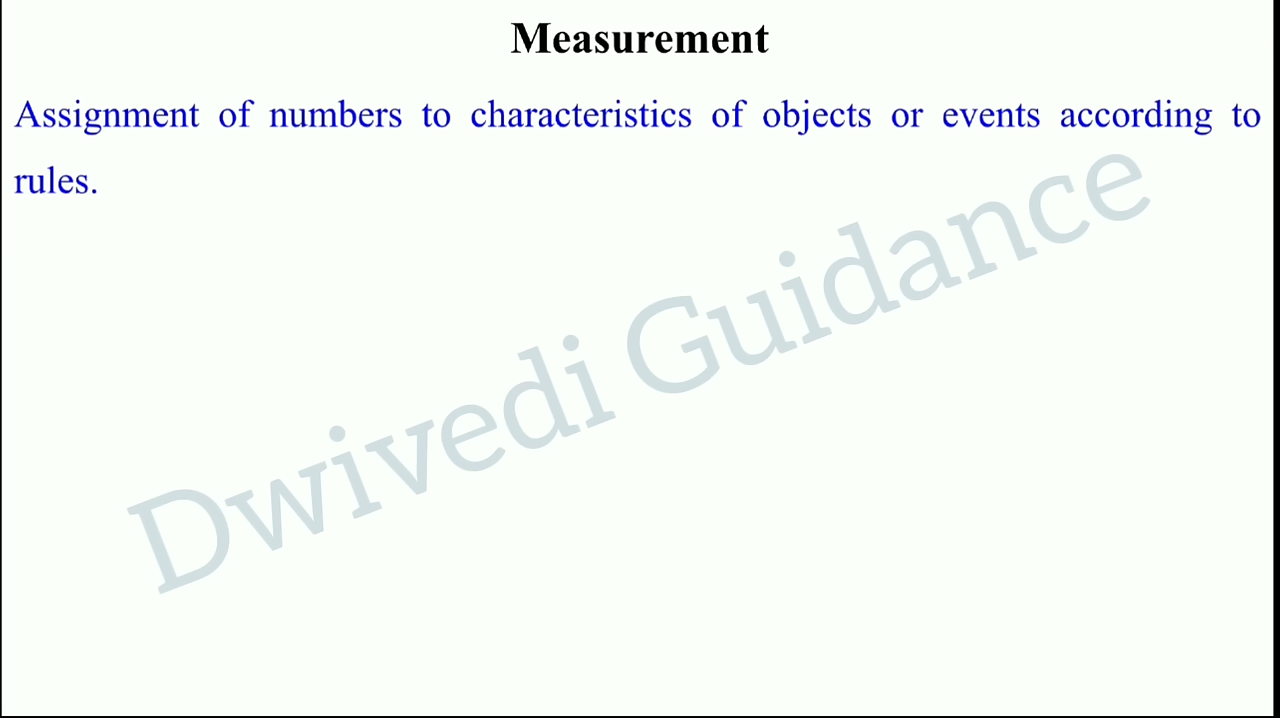 Measurement
Assignment of numbers to characteristics of objects or events according to
rules.
Dwivedi Guidance